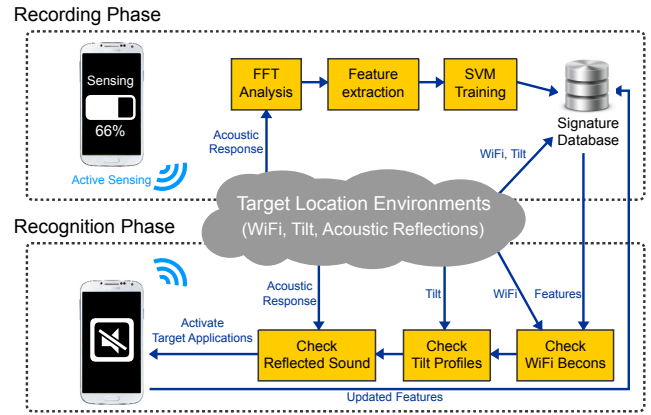 Recording Phase
Sensing
66%
Active Sensing
FFT
Analysis
Feature
extraction
SVM
Training
Signature
Database
Acoustic
Response
WiFi, Tilt
Target Location Environments
(WiFi, Tilt, Acoustic Reflections)
Recognition Phase
Acoustic
Response
Tilt
WiFi
Features
Activate
Target Applications
Check
Reflected Sound
Check
Tilt Profiles
Check
WiFi Becons
Updated Features